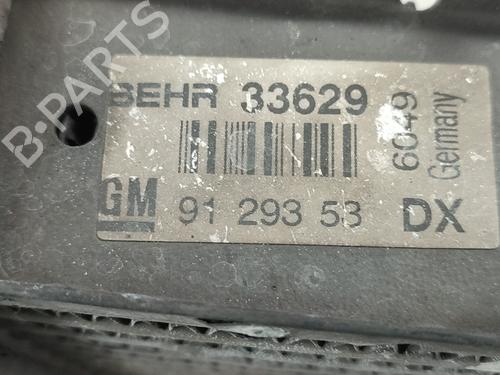 B-PARTS
BEHR 33629
6049
Germany
GM 91 293 53 DX